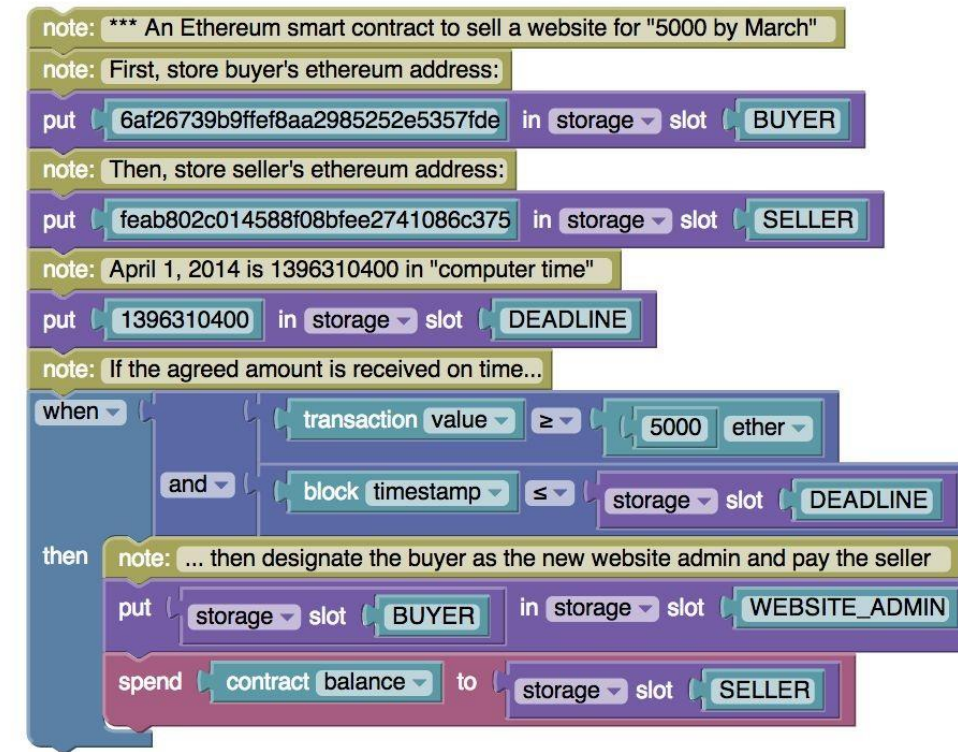 note: *** An Ethereum smart contract to sell a website for "5000 by March"
note: First, store buyer's ethereum address:
put 6af26739b9ffef8aa2985252e5357fde in storage slot BUYER
note: Then, store seller's ethereum address:
put feab802c014588f08bfee2741086c375 in storage slot SELLER
note: April 1, 2014 is 1396310400 in "computer time"
put 1396310400 in storage slot DEADLINE
note: If the agreed amount is received on time...
when transaction value ≥ 5000 ether
and block timestamp ≤ storage slot DEADLINE
then note: ... then designate the buyer as the new website admin and pay the seller
put storage slot BUYER in storage slot WEBSITE_ADMIN
spend contract balance to storage slot SELLER